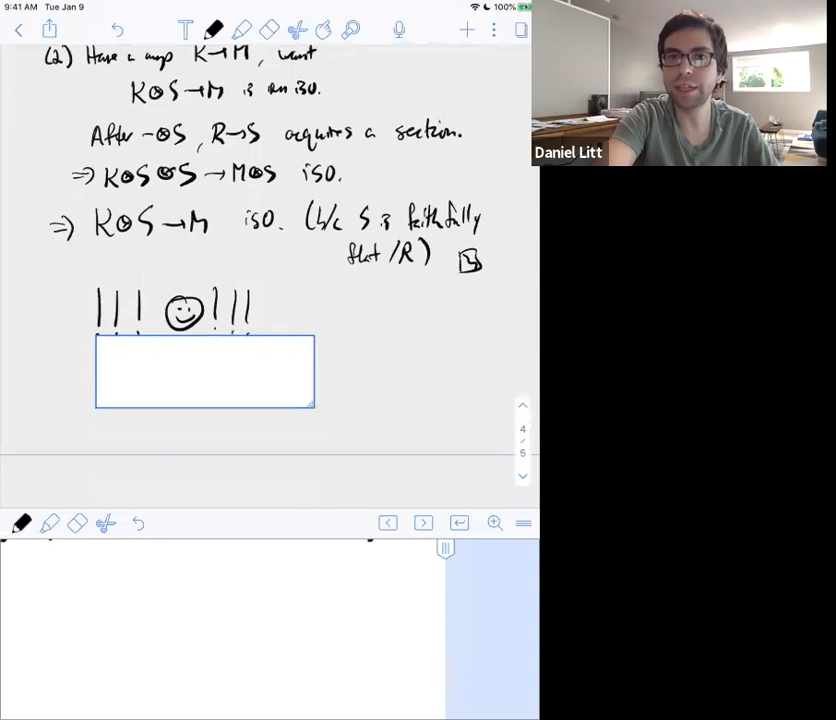 9:41 AM Tue Jan 9
100%
(2) Have a map K→M, want
K⊗S→M is an iso.
After -⊗S, R→S acquires a section.
⇒ K⊗S⊗S → M⊗S iso.
⇒ K⊗S→M iso. (b/c S is faithfully
flat /R)
!!! !!!
4
/
5
Daniel Litt